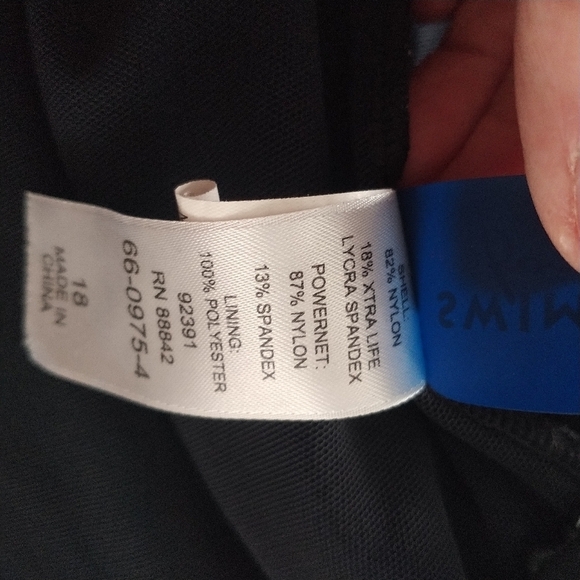 SHELL
82% NYLON
18% XTRA LIFE
LYCRA SPANDEX
POWERNET:
87% NYLON
13% SPANDEX
LINING:
100% POLYESTER
92391
RN 88842
66-0975-4
18
MADE IN
CHINA